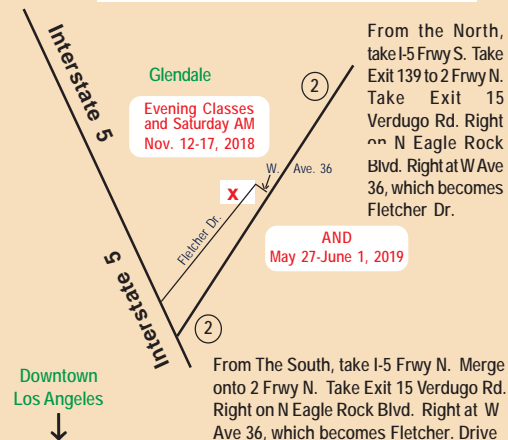 Interstate 5
Glendale
Evening Classes
and Saturday AM
Nov. 12-17, 2018
2
From the North,
take I-5 Frwy S. Take
Exit 139 to 2 Frwy N.
Take Exit 15
Verdugo Rd. Right
on N Eagle Rock
Blvd. Right at W Ave
36, which becomes
Fletcher Dr.
W. Ave. 36
X
Fletcher Dr.
AND
May 27-June 1, 2019
Interstate 5
2
Downtown
Los Angeles
From The South, take I-5 Frwy N. Merge
onto 2 Frwy N. Take Exit 15 Verdugo Rd.
Right on N Eagle Rock Blvd. Right at W
Ave 36, which becomes Fletcher. Drive